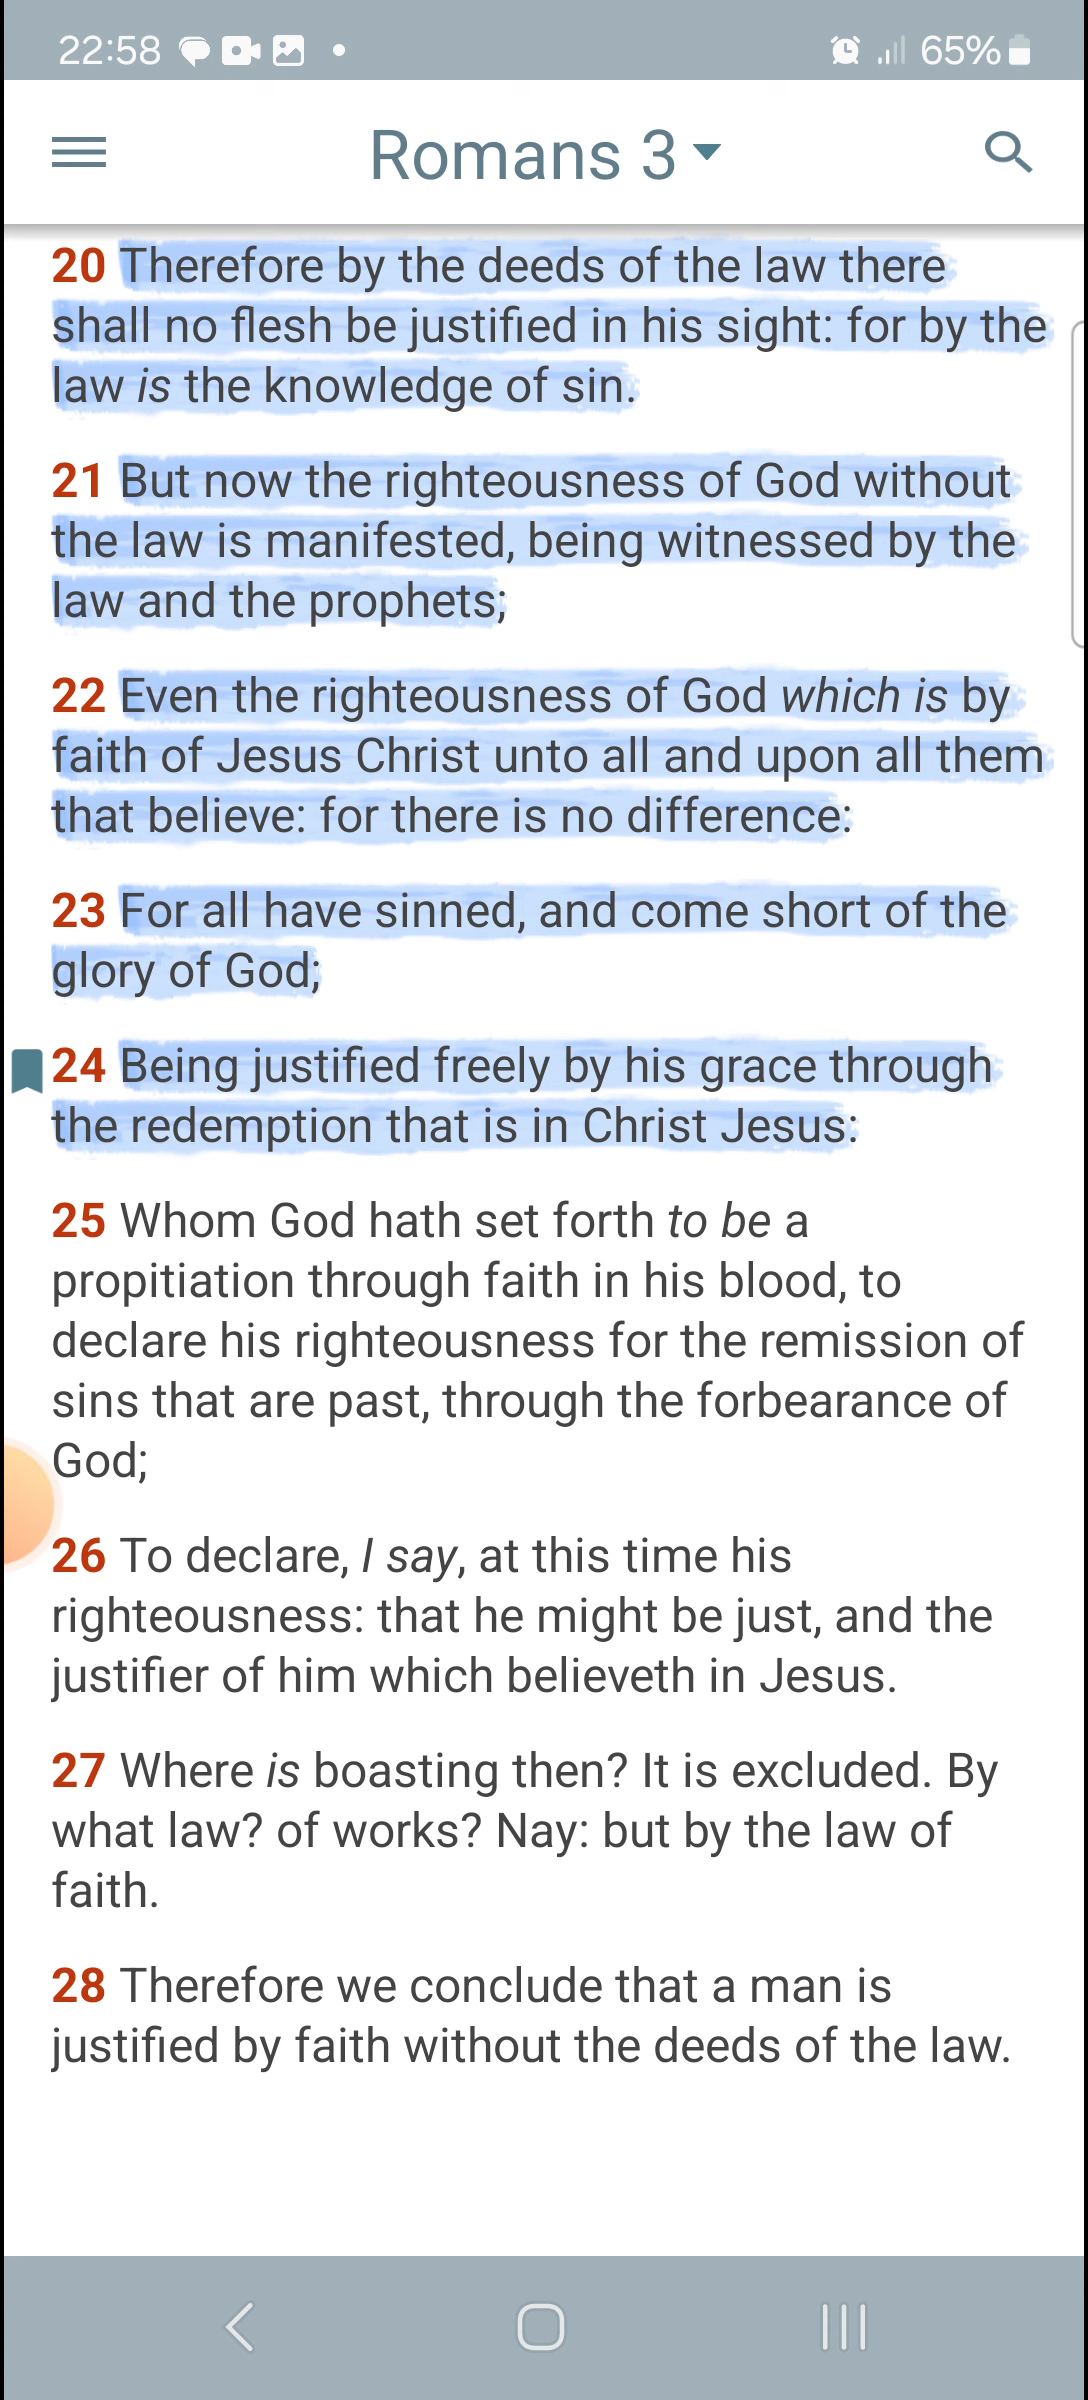 22:58 65%
Romans 3
20 Therefore by the deeds of the law there
shall no flesh be justified in his sight: for by the
law is the knowledge of sin.
21 But now the righteousness of God without
the law is manifested, being witnessed by the
law and the prophets;
22 Even the righteousness of God which is by
faith of Jesus Christ unto all and upon all them
that believe: for there is no difference:
23 For all have sinned, and come short of the
glory of God;
24 Being justified freely by his grace through
the redemption that is in Christ Jesus:
25 Whom God hath set forth to be a
propitiation through faith in his blood, to
declare his righteousness for the remission of
sins that are past, through the forbearance of
God;
26 To declare, I say, at this time his
righteousness: that he might be just, and the
justifier of him which believeth in Jesus.
27 Where is boasting then? It is excluded. By
what law? of works? Nay: but by the law of
faith.
28 Therefore we conclude that a man is
justified by faith without the deeds of the law.